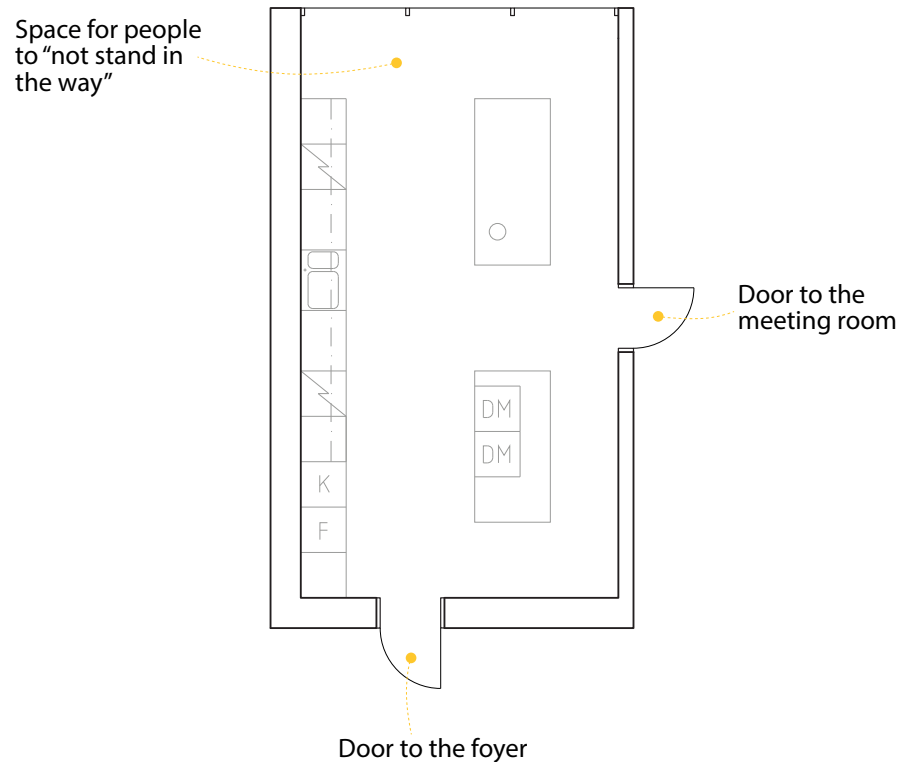 Space for people
to “not stand in
the way”
Door to the
meeting room
DM
DM
K
F
Door to the foyer